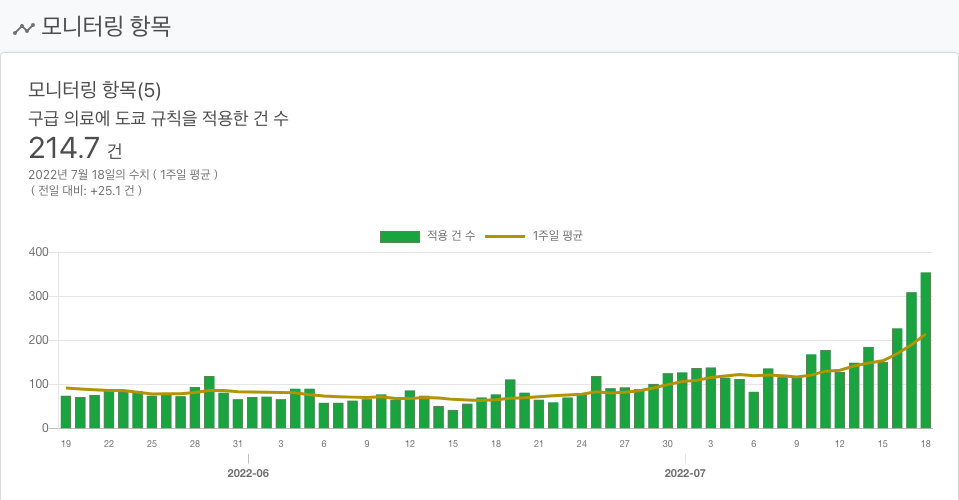 모니터링 항목
모니터링 항목(5)
구급 의료에 도쿄 규칙을 적용한 건 수
214.7 건
2022년 7월 18일의 수치 ( 1주일 평균 )
( 전일 대비: +25.1 건 )
적용 건 수 1주일 평균
400
300
200
100
0
19 22 25 28 31 3 6 9 12 15 18 21 24 27 30 3 6 9 12 15 18
2022-06 2022-07